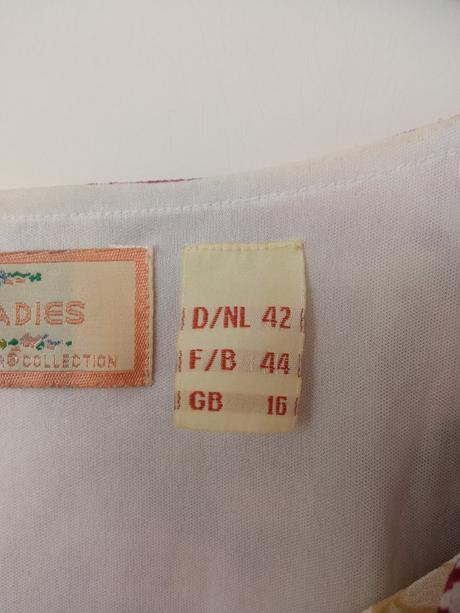 ADIES
R® COLLECTION
D/NL 42
F/B 44
GB 16